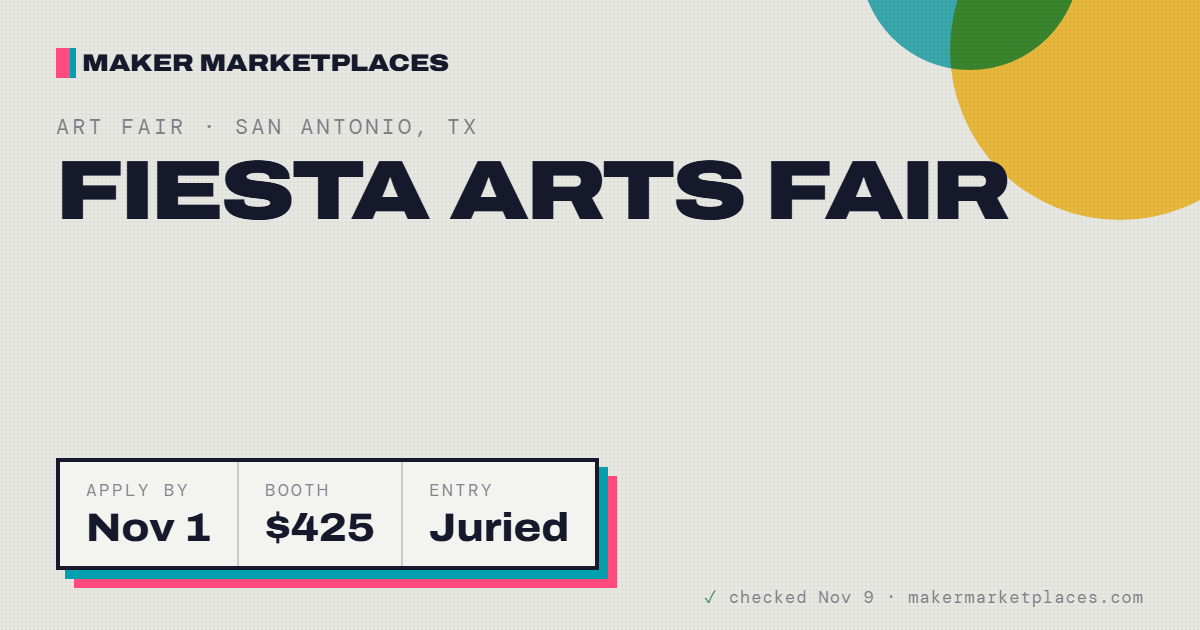 MAKER MARKETPLACES
ART FAIR · SAN ANTONIO, TX
FIESTA ARTS FAIR
APPLY BY
Nov 1
BOOTH
$425
ENTRY
Juried
✓ checked Nov 9 · makermarketplaces.com